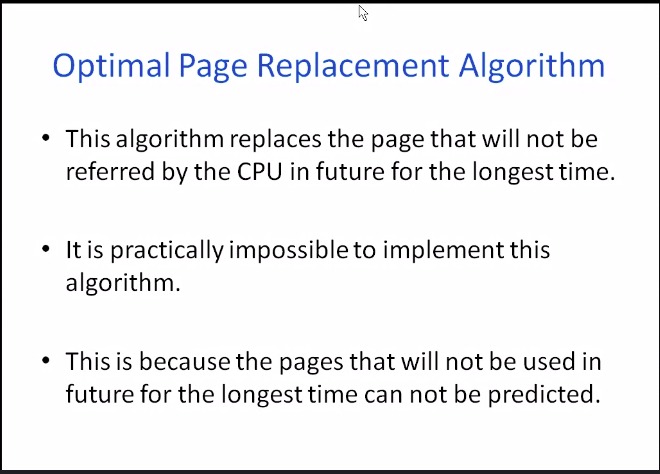 Optimal Page Replacement Algorithm
• This algorithm replaces the page that will not be
referred by the CPU in future for the longest time.
• It is practically impossible to implement this
algorithm.
• This is because the pages that will not be used in
future for the longest time can not be predicted.